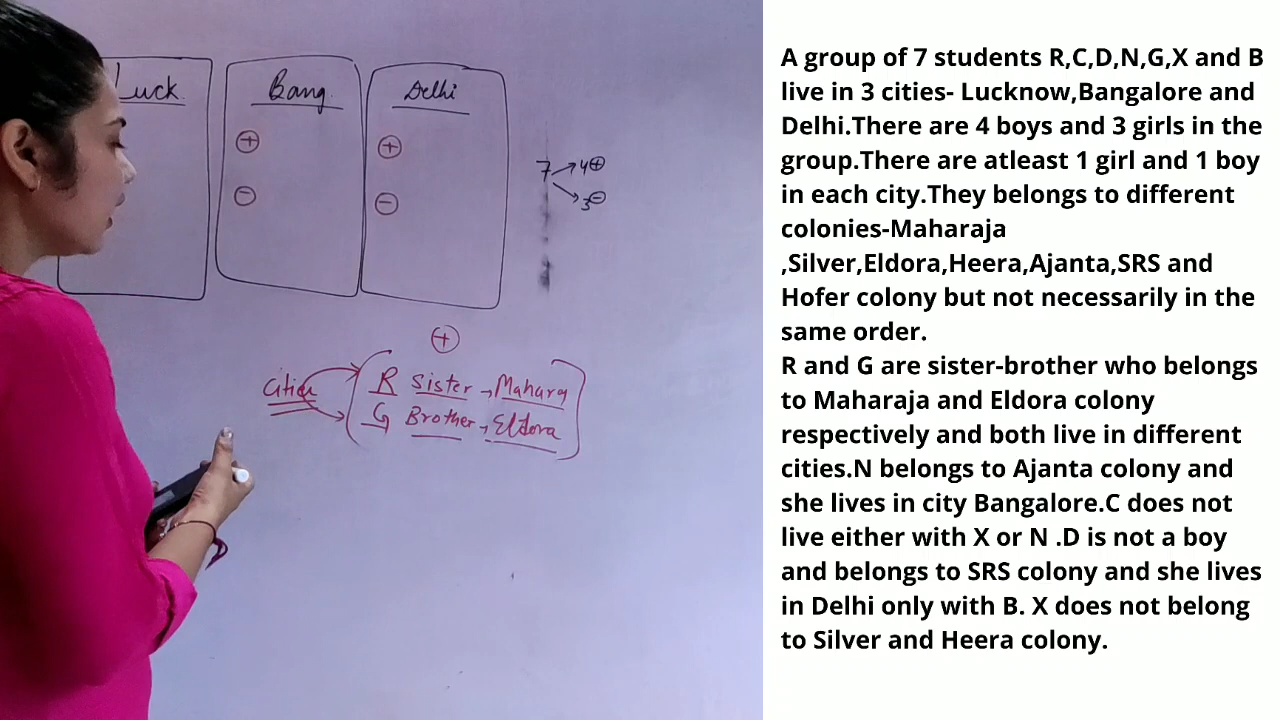 Luck.
Bang.
Delhi
+
+
-
-
7 → 4+
→ 3-
+
Cities
R Sister → Maharaj
G Brother → Eldora
A group of 7 students R,C,D,N,G,X and B
live in 3 cities- Lucknow,Bangalore and
Delhi.There are 4 boys and 3 girls in the
group.There are atleast 1 girl and 1 boy
in each city.They belongs to different
colonies-Maharaja
,Silver,Eldora,Heera,Ajanta,SRS and
Hofer colony but not necessarily in the
same order.
R and G are sister-brother who belongs
to Maharaja and Eldora colony
respectively and both live in different
cities.N belongs to Ajanta colony and
she lives in city Bangalore.C does not
live either with X or N .D is not a boy
and belongs to SRS colony and she lives
in Delhi only with B. X does not belong
to Silver and Heera colony.